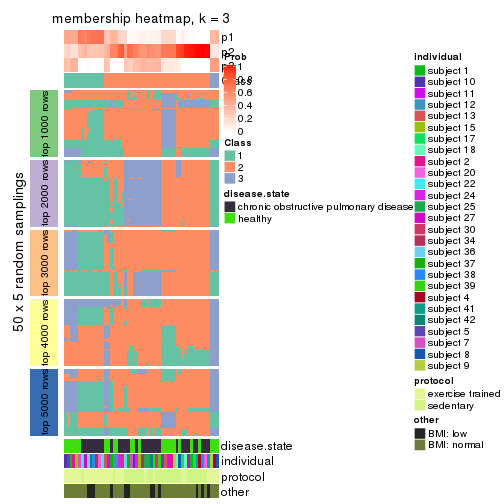 membership heatmap, k = 3
p1
p2
Prob
1
0.8
0.6
0.4
0.2
0
Class
1
2
3
disease.state
chronic obstructive pulmonary disease
healthy
50 x 5 random samplings
top 1000 rows
top 2000 rows
top 3000 rows
top 4000 rows
top 5000 rows
disease.state
individual
protocol
other
individual
subject 1
subject 10
subject 11
subject 12
subject 13
subject 15
subject 17
subject 18
subject 2
subject 20
subject 22
subject 24
subject 25
subject 27
subject 30
subject 34
subject 36
subject 37
subject 38
subject 39
subject 4
subject 41
subject 42
subject 5
subject 7
subject 8
subject 9
protocol
exercise trained
sedentary
other
BMI: low
BMI: normal